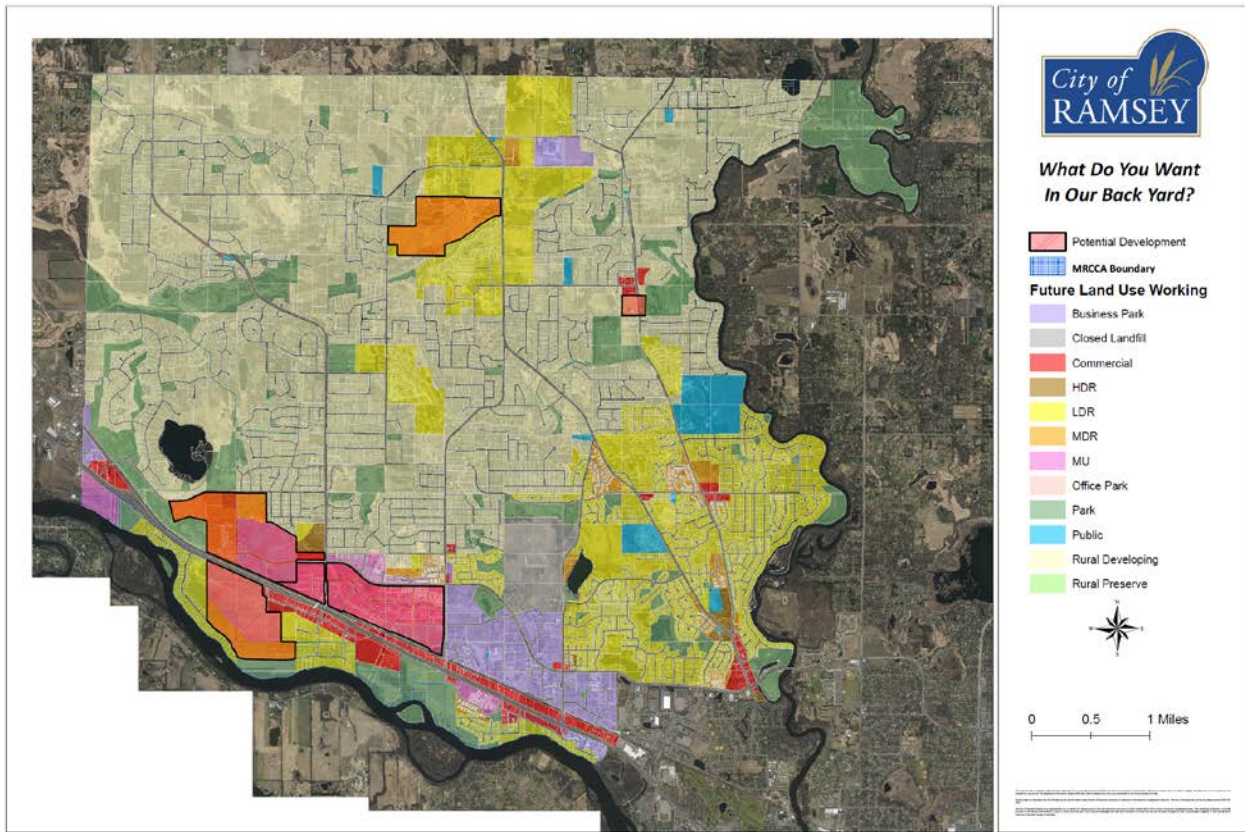 City of
RAMSEY
What Do You Want
In Our Back Yard?
Potential Development
MRCCA Boundary
Future Land Use Working
Business Park
Closed Landfill
Commercial
HDR
LDR
MDR
MU
Office Park
Park
Public
Rural Developing
Rural Preserve
0 0.5 1 Miles